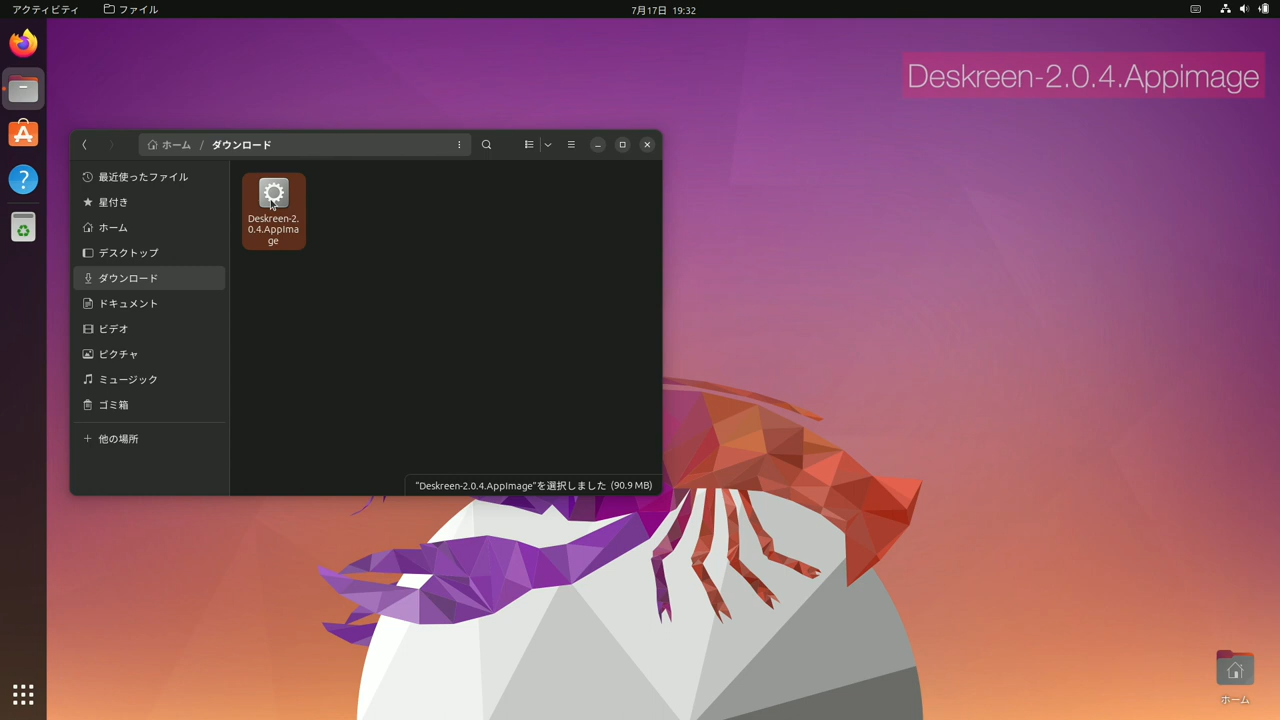 アクティビティ
ファイル
7月17日 19:32
Deskreen-2.0.4.Appimage
ホーム / ダウンロード
最近使ったファイル
星付き
ホーム
デスクトップ
ダウンロード
ドキュメント
ビデオ
ピクチャ
ミュージック
ゴミ箱
他の場所
Deskreen-2.
0.4.AppIma
ge
"Deskreen-2.0.4.AppImage"を選択しました (90.9 MB)
ホーム